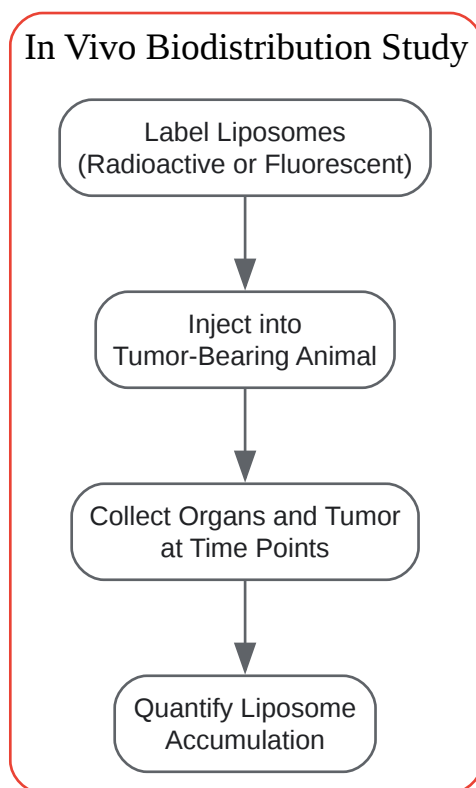 In Vivo Biodistribution Study
Label Liposomes
(Radioactive or Fluorescent)
Inject into
Tumor-Bearing Animal
Collect Organs and Tumor
at Time Points
Quantify Liposome
Accumulation